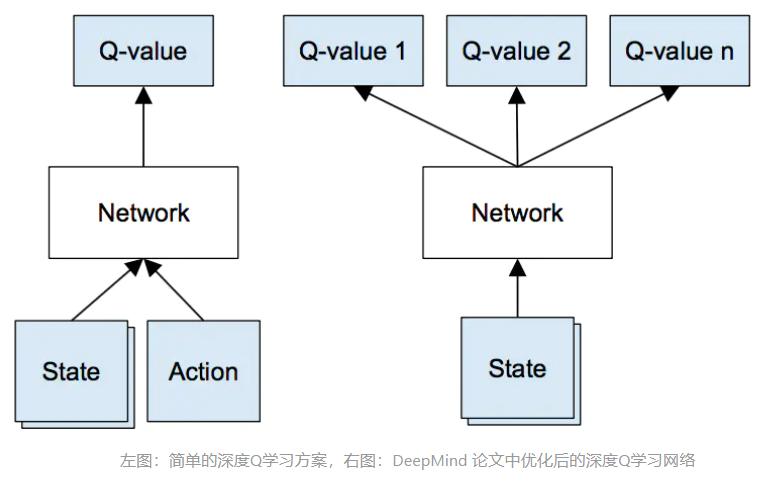 Q-value
Network
State
Action
Q-value 1
Q-value 2
Q-value n
Network
State
左图：简单的深度Q学习方案，右图：DeepMind 论文中优化后的深度Q学习网络